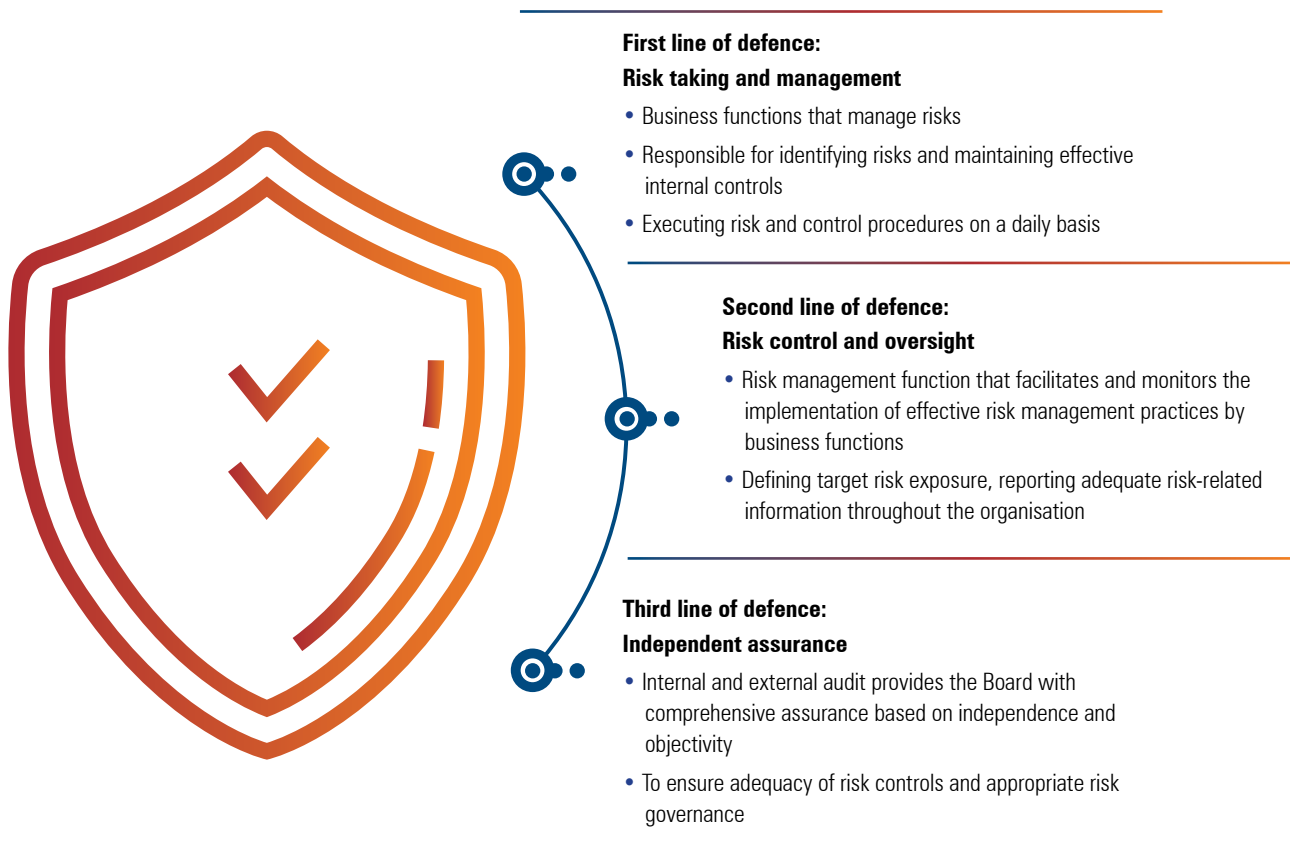 First line of defence:
Risk taking and management
• Business functions that manage risks
• Responsible for identifying risks and maintaining effective
internal controls
• Executing risk and control procedures on a daily basis
Second line of defence:
Risk control and oversight
• Risk management function that facilitates and monitors the
implementation of effective risk management practices by
business functions
• Defining target risk exposure, reporting adequate risk-related
information throughout the organisation
Third line of defence:
Independent assurance
• Internal and external audit provides the Board with
comprehensive assurance based on independence and
objectivity
• To ensure adequacy of risk controls and appropriate risk
governance